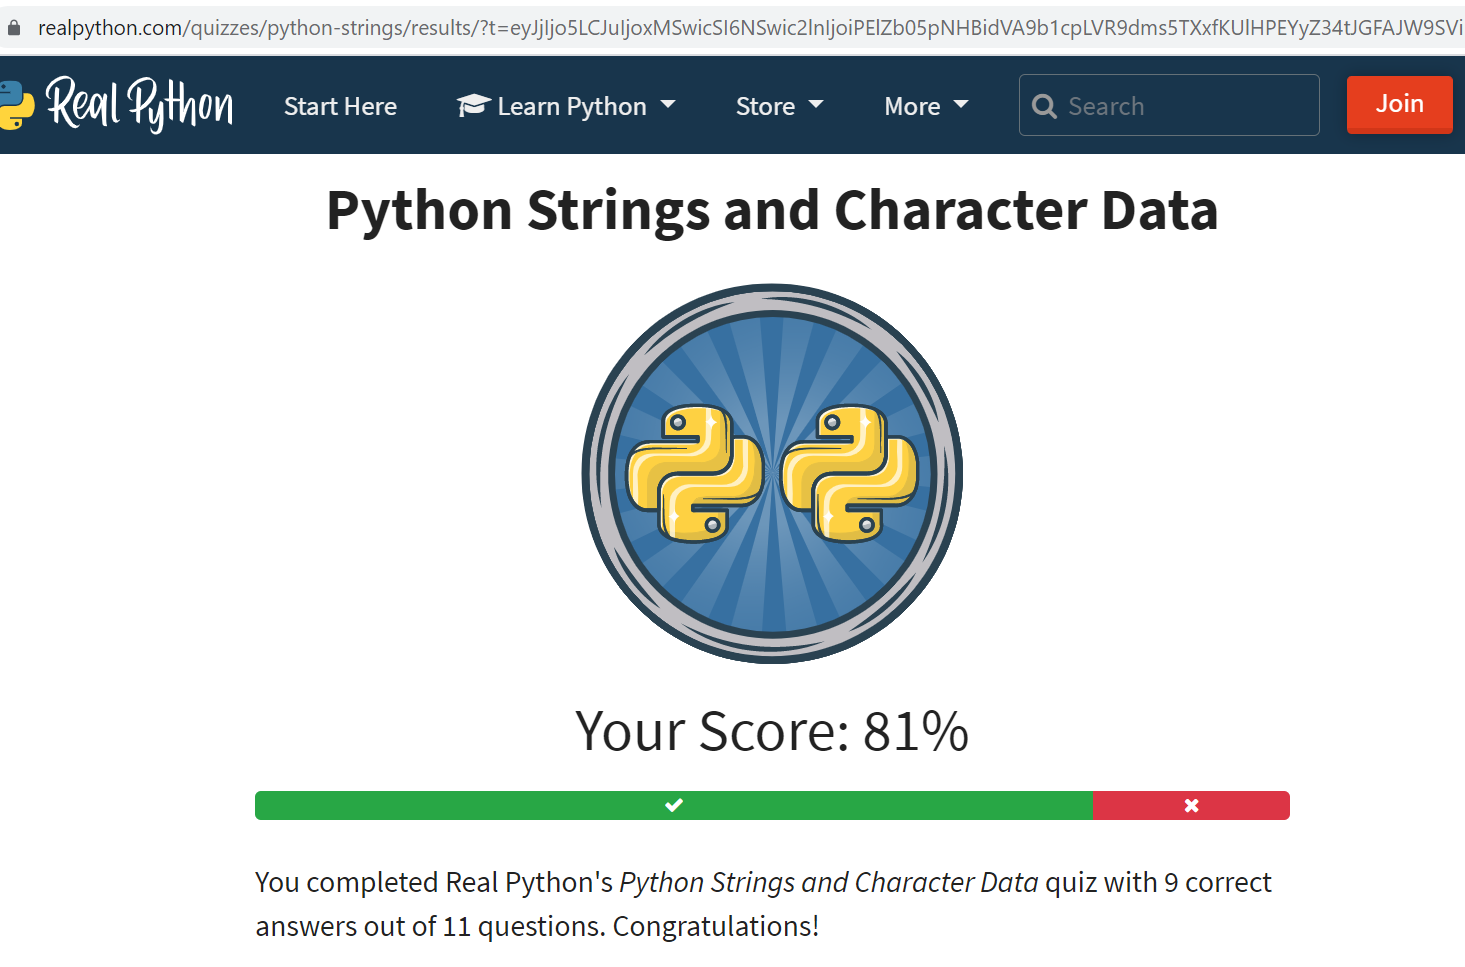 realpython.com/quizzes/python-strings/results/?t=eyJjIjo5LCJuIjoxMSwicSI6NSwic2lnIjoiPElZb05pNHBidVA9b1cpLVR9dms5TXxfKUlHPEYyZ34tJGFAJW9SVi
Real Python Start Here Learn Python Store More Search Join
Python Strings and Character Data
Your Score: 81%
You completed Real Python's Python Strings and Character Data quiz with 9 correct
answers out of 11 questions. Congratulations!